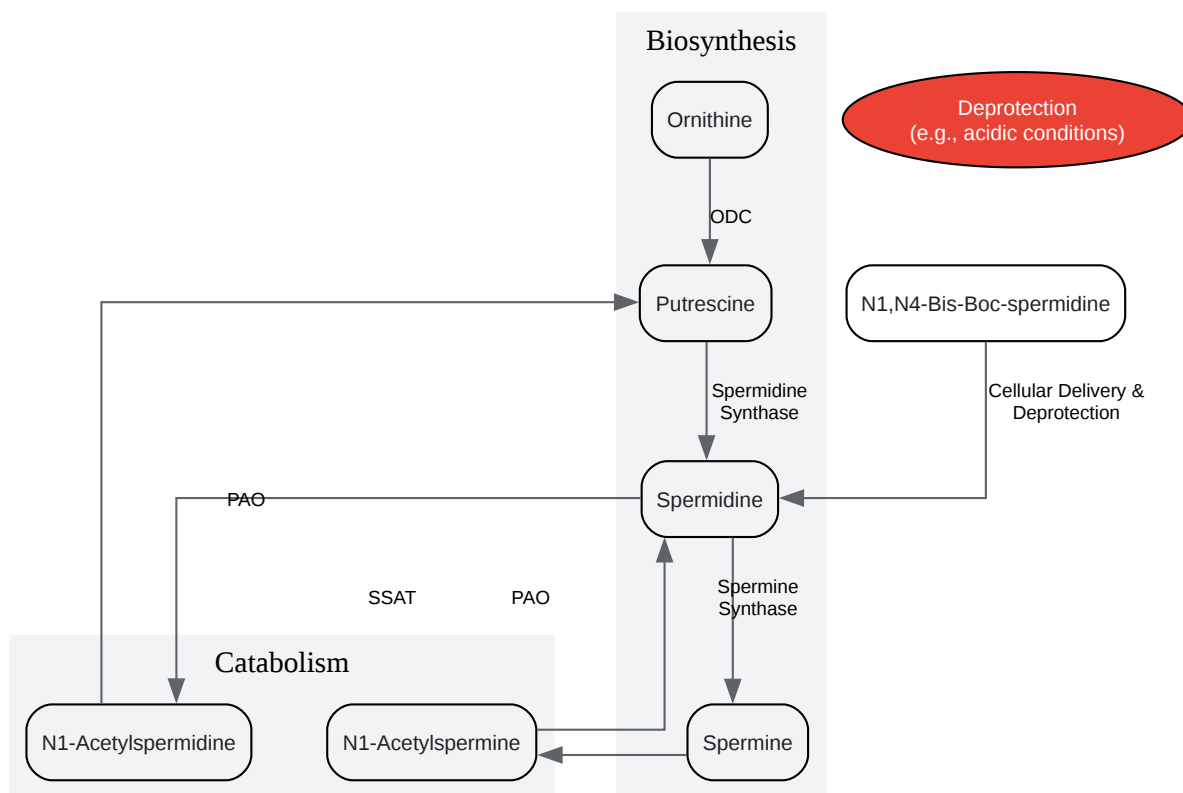 Biosynthesis
Ornithine
Deprotection
(e.g., acidic conditions)
ODC
Putrescine
N1,N4-Bis-Boc-spermidine
Spermidine
Synthase
Cellular Delivery &
Deprotection
PAO
Spermidine
SSAT
PAO
Spermine
Synthase
Catabolism
N1-Acetylspermidine
N1-Acetylspermine
Spermine